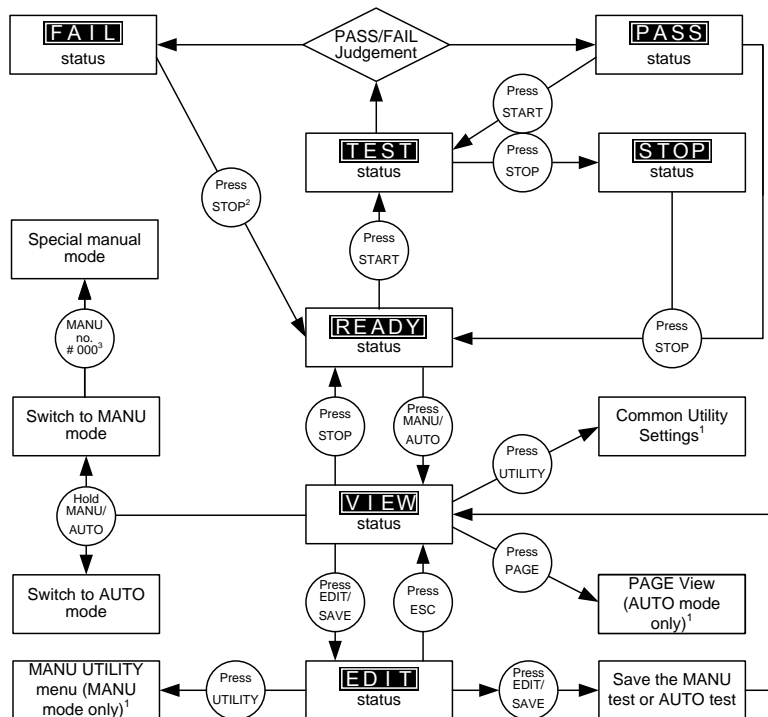 FAIL
status
PASS/FAIL
Judgement
PASS
status
Press
START
TEST
status
Press
STOP
STOP
status
Press
STOP²
Special manual
mode
Press
START
MANU
no.
# 000³
READY
status
Press
STOP
Switch to MANU
mode
Press
STOP
Press
MANU/
AUTO
Common Utility
Settings¹
Press
UTILITY
Hold
MANU/
AUTO
VIEW
status
Press
PAGE
Switch to AUTO
mode
Press
EDIT/
SAVE
Press
ESC
PAGE View
(AUTO mode
only)¹
MANU UTILITY
menu (MANU
mode only)¹
Press
UTILITY
EDIT
status
Press
EDIT/
SAVE
Save the MANU
test or AUTO test